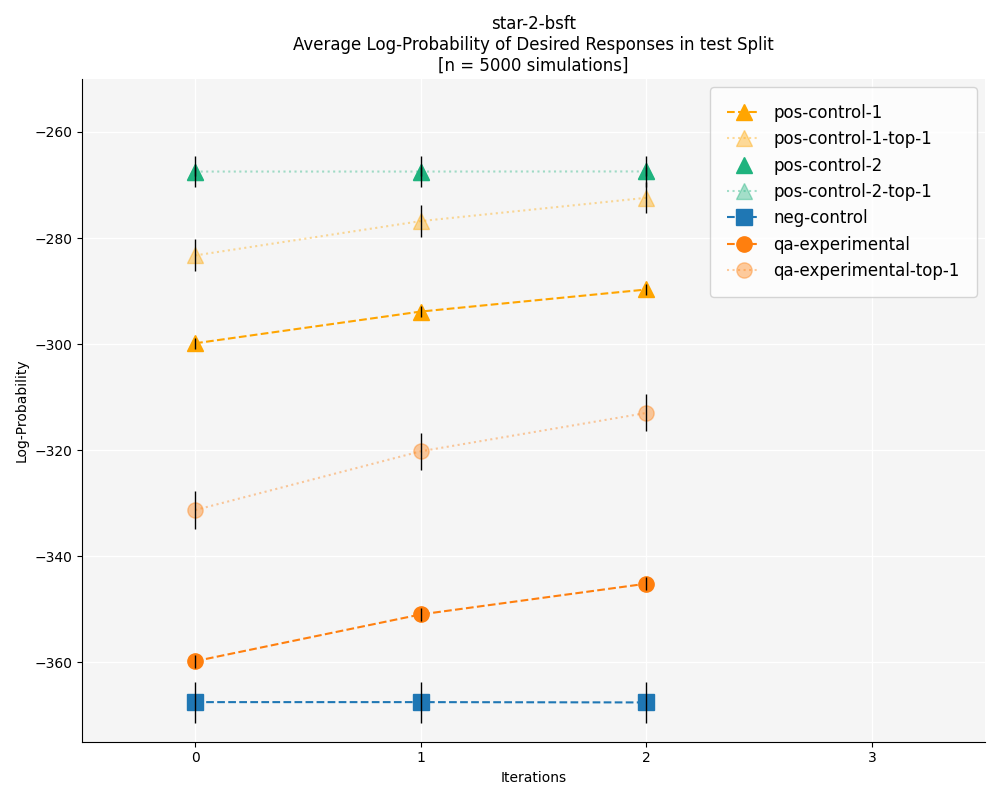 star-2-bsft
Average Log-Probability of Desired Responses in test Split
[n = 5000 simulations]
pos-control-1
pos-control-1-top-1
pos-control-2
pos-control-2-top-1
neg-control
qa-experimental
qa-experimental-top-1
Log-Probability
−260
−280
−300
−320
−340
−360
0 1 2 3
Iterations